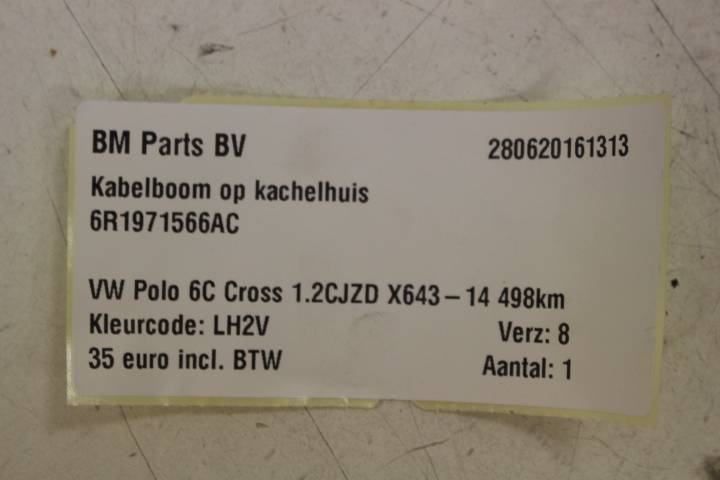 BM Parts BV 280620161313
Kabelboom op kachelhuis
6R1971566AC
VW Polo 6C Cross 1.2CJZD X643-14 498km
Kleurcode: LH2V Verz: 8
35 euro incl. BTW Aantal: 1